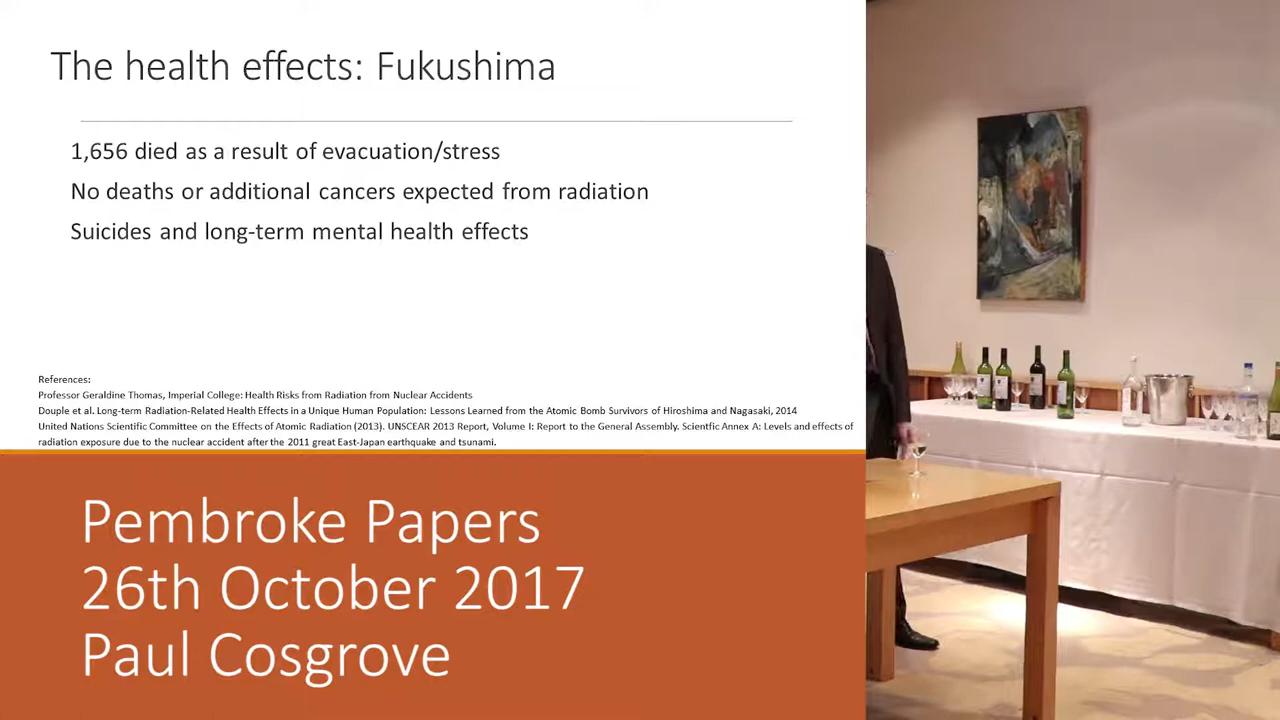 The health effects: Fukushima
1,656 died as a result of evacuation/stress
No deaths or additional cancers expected from radiation
Suicides and long-term mental health effects
References:
Professor Geraldine Thomas, Imperial College: Health Risks from Radiation from Nuclear Accidents
Douple et al. Long-term Radiation-Related Health Effects in a Unique Human Population: Lessons Learned from the Atomic Bomb Survivors of Hiroshima and Nagasaki, 2014
United Nations Scientific Committee on the Effects of Atomic Radiation (2013). UNSCEAR 2013 Report, Volume I: Report to the General Assembly. Scientfic Annex A: Levels and effects of
radiation exposure due to the nuclear accident after the 2011 great East-Japan earthquake and tsunami.
Pembroke Papers
26th October 2017
Paul Cosgrove